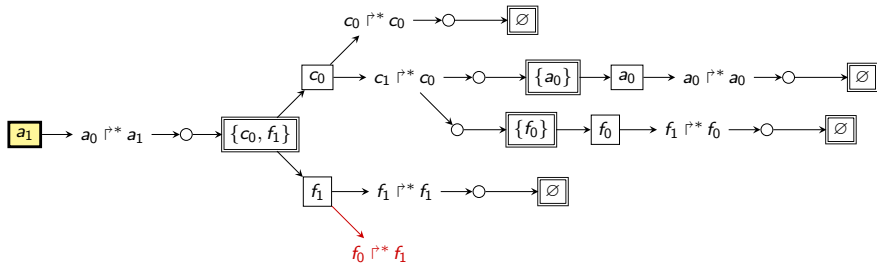 c₀ ↱* c₀ ∅
c₀ c₁ ↱* c₀ {a₀} a₀ a₀ ↱* a₀ ∅
a₁ a₀ ↱* a₁ {c₀, f₁} {f₀} f₀ f₁ ↱* f₀ ∅
f₁ f₁ ↱* f₁ ∅
f₀ ↱* f₁